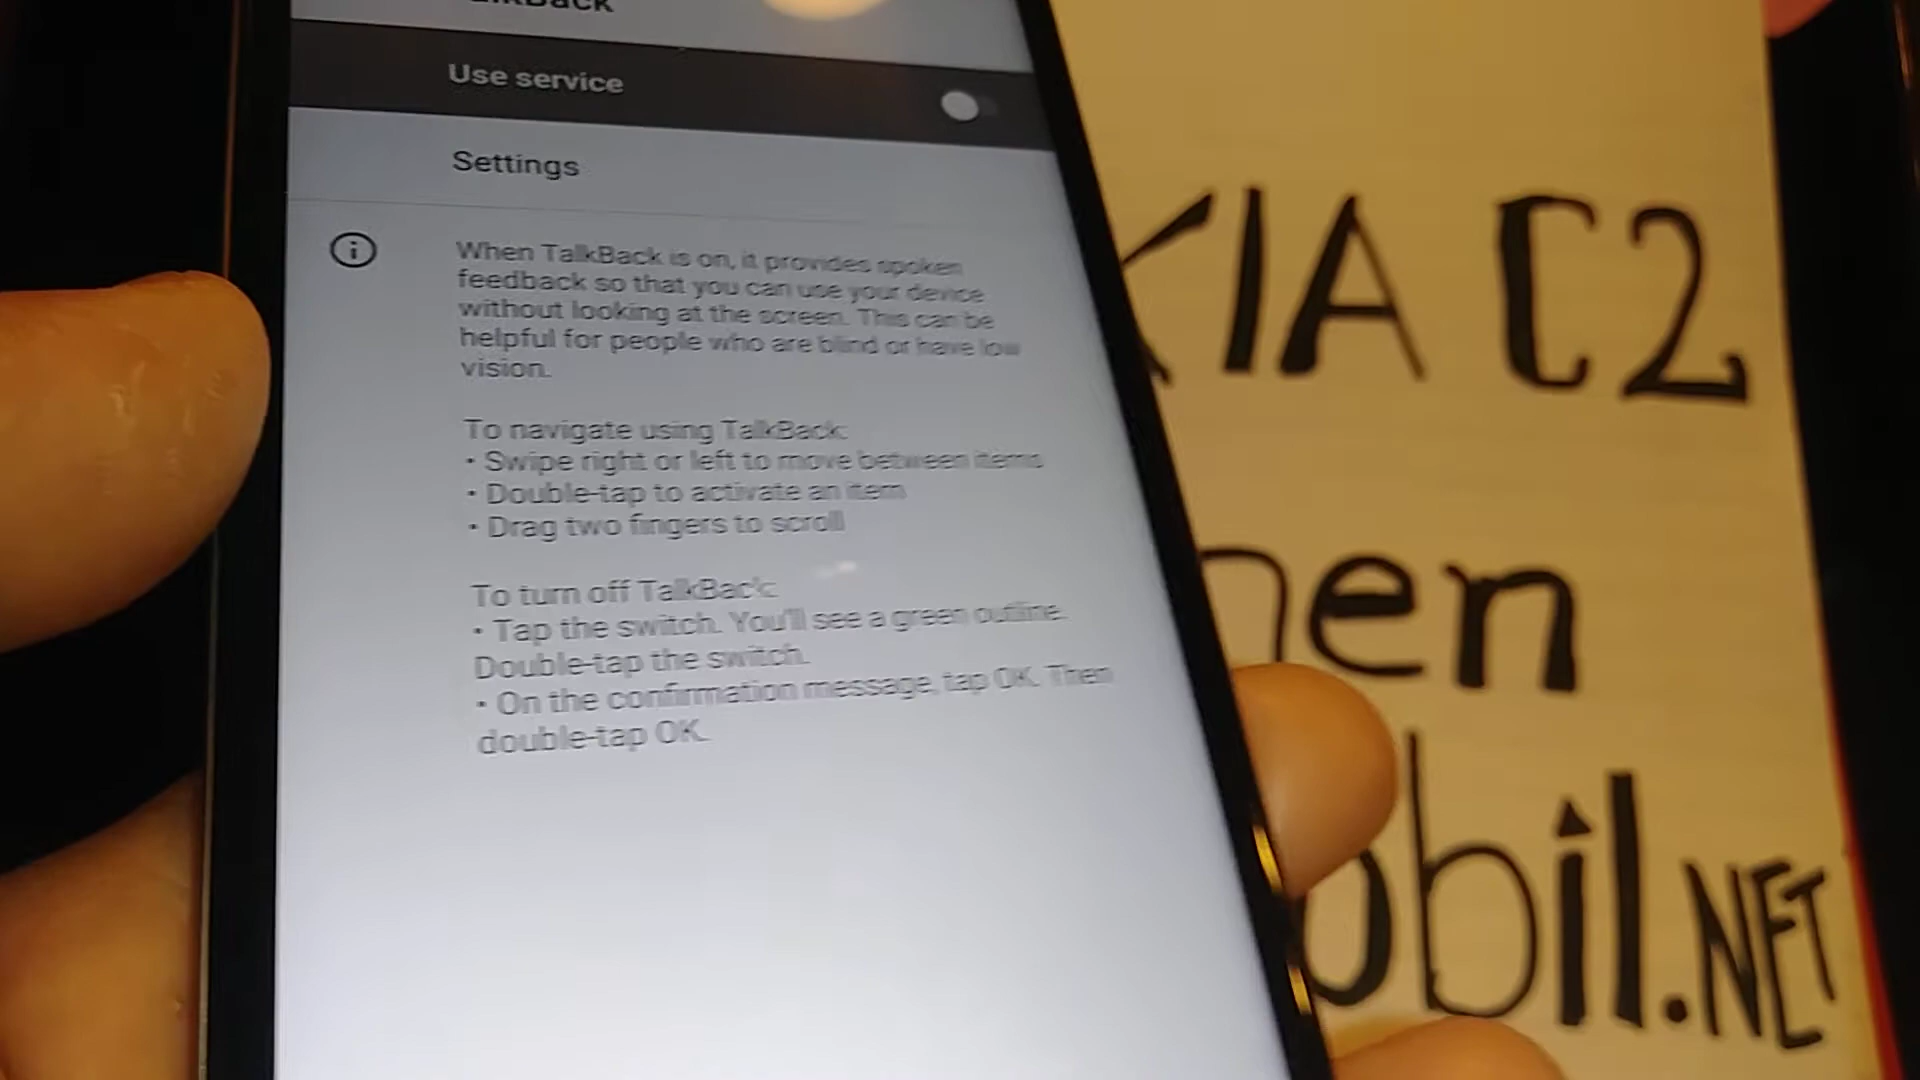 TalkBack
Use service
Settings
When TalkBack is on, it provides spoken
feedback so that you can use your device
without looking at the screen. This can be
helpful for people who are blind or have low
vision.
To navigate using TalkBack:
• Swipe right or left to move between items
• Double-tap to activate an item
• Drag two fingers to scroll
To turn off TalkBack:
• Tap the switch. You'll see a green outline.
Double-tap the switch.
• On the confirmation message, tap OK. Then
double-tap OK.
KIA C2
nen
obil.NET